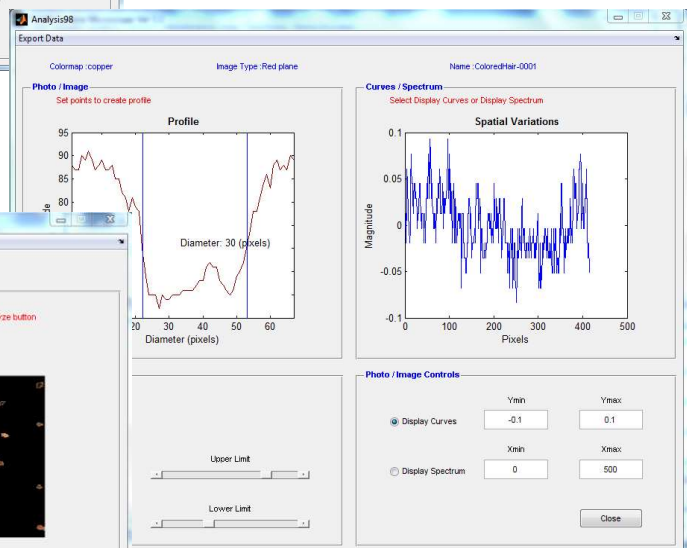 Analysis98
Export Data
Colormap :copper
Image Type :Red plane
Name :ColoredHair-0001
Photo / Image
Set points to create profile
Profile
95
90
85
80
Diameter: 30 (pixels)
20 30 40 50 60
Diameter (pixels)
Upper Limit
Lower Limit
Curves / Spectrum
Select Display Curves or Display Spectrum
Spatial Variations
Magnitude
0.1
0.05
0
-0.05
-0.1
0 100 200 300 400 500
Pixels
Photo / Image Controls
Ymin Ymax
Display Curves -0.1 0.1
Xmin Xmax
Display Spectrum 0 500
Close
button